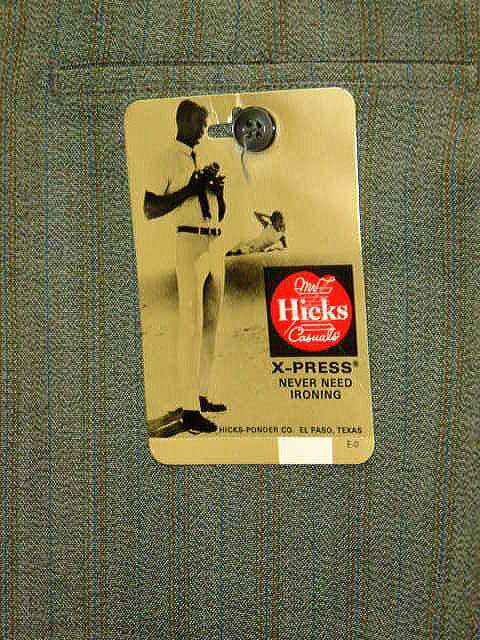 Mr.
Hicks
Casuals
X-PRESS®
NEVER NEED
IRONING
HICKS-PONDER CO. EL PASO, TEXAS
E-0